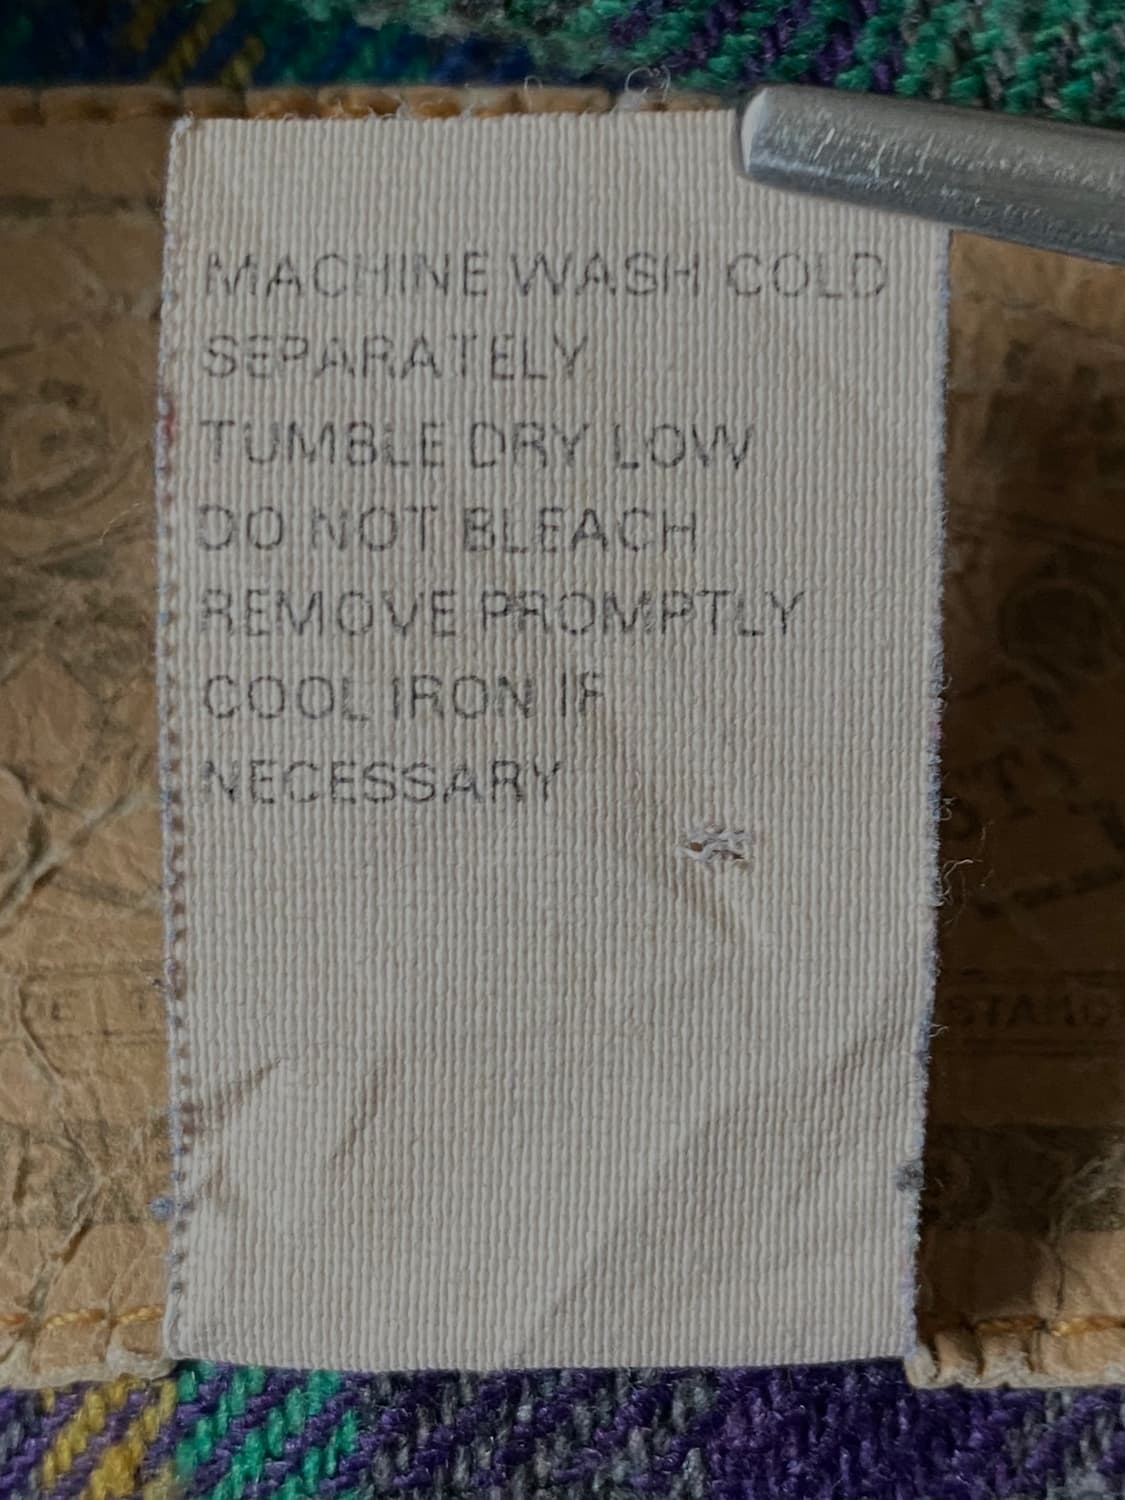 MACHINE WASH COLD
SEPARATELY
TUMBLE DRY LOW
DO NOT BLEACH
REMOVE PROMPTLY
COOL IRON IF
NECESSARY